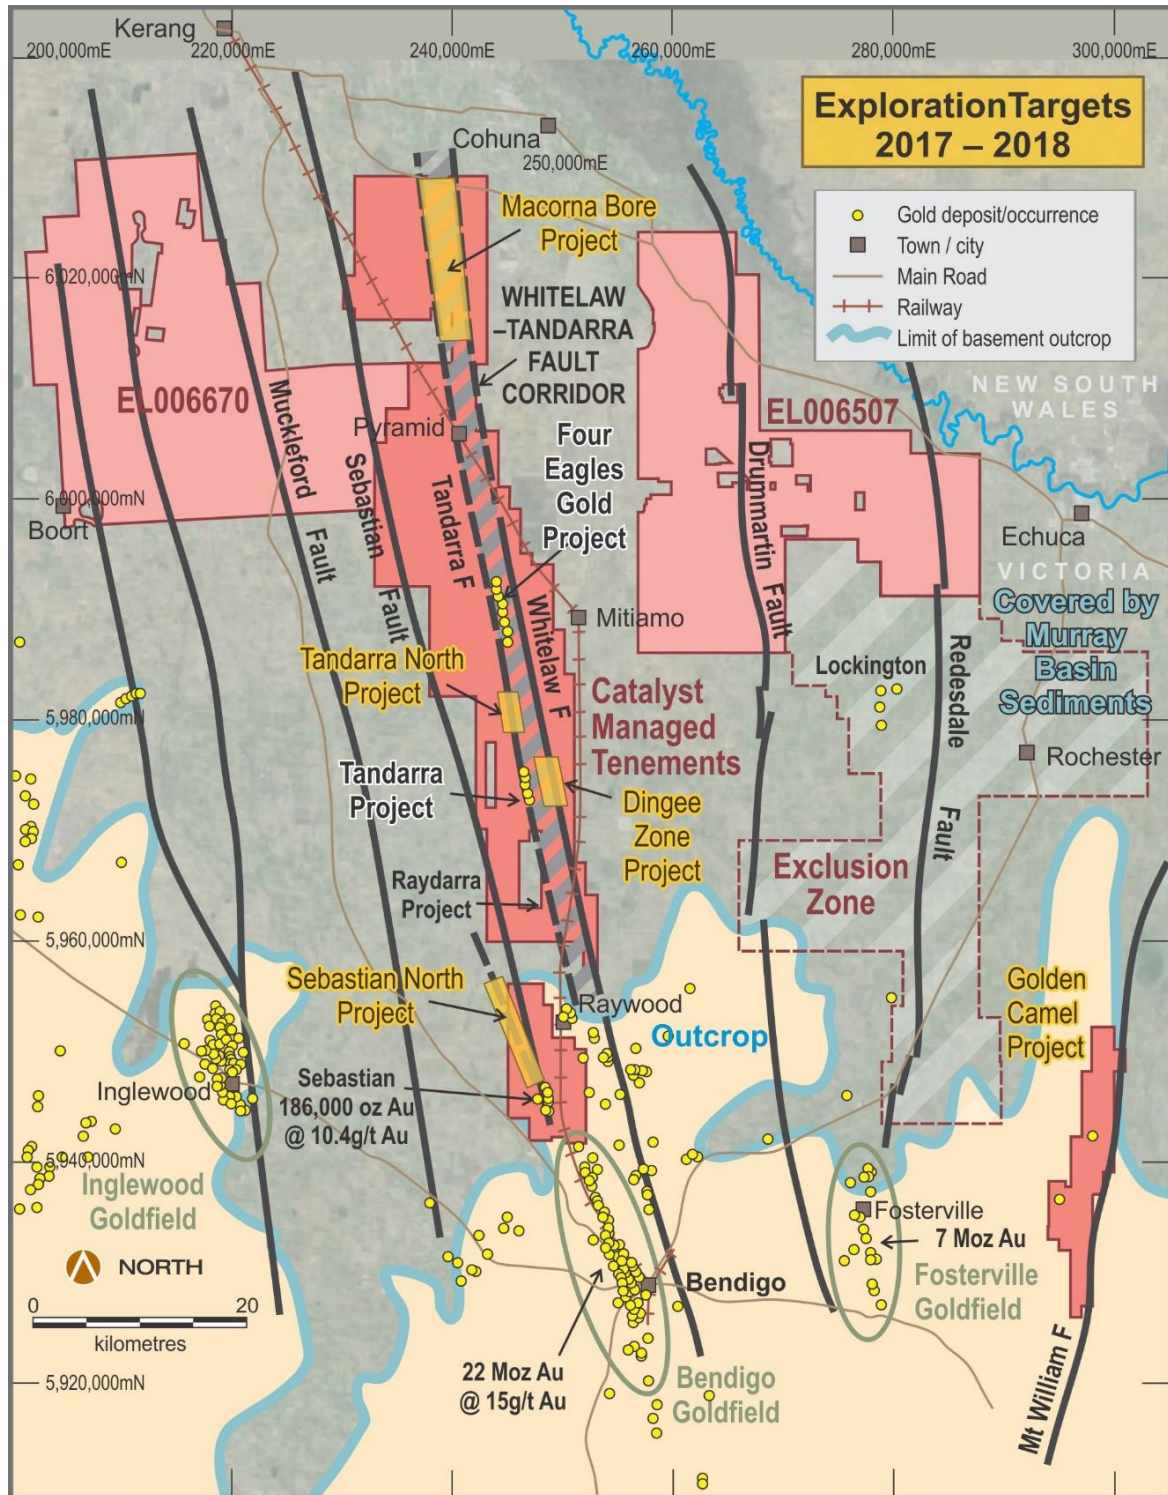 Kerang
200,000mE
220,000mE
240,000mE
260,000mE
280,000mE
300,000mE
ExplorationTargets
2017 – 2018
Cohuna
250,000mE
Gold deposit/occurrence
Town / city
Main Road
Railway
Limit of basement outcrop
Macorna Bore
Project
6,020,000mN
WHITELAW
–TANDARRA
FAULT
CORRIDOR
NEW SOUTH
WALES
EL006670
EL006507
Muckleford
Fault
Pyramid
Sebastian
Fault
Four
Eagles
Gold
Project
Tandarra F
Whitelaw F
Drummartin Fault
6,000,000mN
Boort
Echuca
VICTORIA
Covered by
Murray
Basin
Sediments
Mitiamo
Tandarra North
Project
Lockington
Redesdale
Fault
Catalyst
Managed
Tenements
5,980,000mN
Rochester
Tandarra
Project
Dingee
Zone
Project
Exclusion
Zone
Raydarra
Project
5,960,000mN
Sebastian North
Project
Golden
Camel
Project
Raywood
Outcrop
Inglewood
Sebastian
186,000 oz Au
@ 10.4g/t Au
5,940,000mN
Inglewood
Goldfield
Fosterville
7 Moz Au
Fosterville
Goldfield
NORTH
Bendigo
0
20
kilometres
22 Moz Au
@ 15g/t Au
Bendigo
Goldfield
5,920,000mN
Mt William F